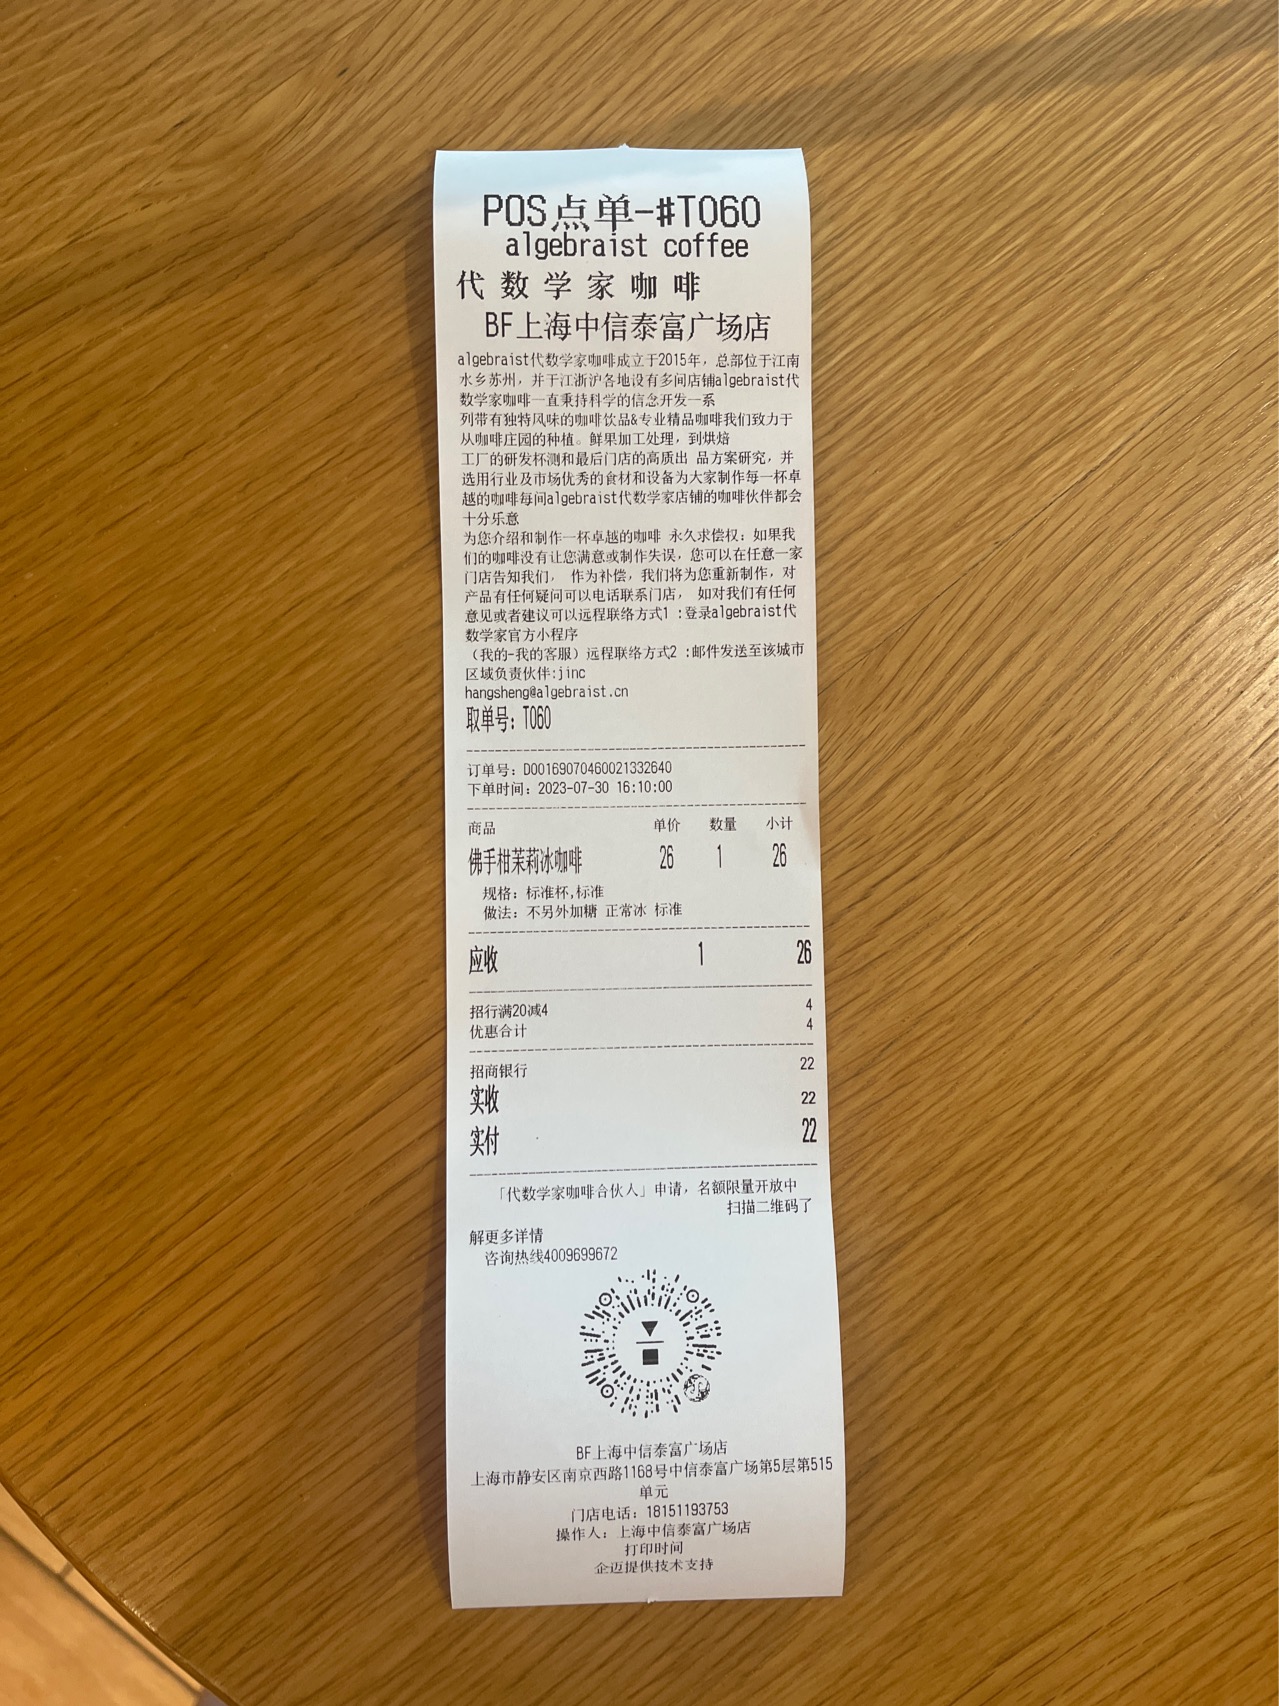 POS点单-#T060
algebraist coffee
代数学家咖啡
BF上海中信泰富广场店
algebraist代数学家咖啡成立于2015年，总部位于江南
水乡苏州，并于江浙沪各地设有多间店铺algebraist代
数学家咖啡一直秉持科学的信念开发一系
列带有独特风味的咖啡饮品&专业精品咖啡我们致力于
从咖啡庄园的种植。鲜果加工处理，到烘焙
工厂的研发杯测和最后门店的高质出 品方案研究，并
选用行业及市场优秀的食材和设备为大家制作每一杯卓
越的咖啡每间algebraist代数学家店铺的咖啡伙伴都会
十分乐意
为您介绍和制作一杯卓越的咖啡 永久求偿权：如果我
们的咖啡没有让您满意或制作失误，您可以在任意一家
门店告知我们， 作为补偿，我们将为您重新制作，对
产品有任何疑问可以电话联系门店， 如对我们有任何
意见或者建议可以远程联络方式1 :登录algebraist代
数学家官方小程序
（我的-我的客服）远程联络方式2 :邮件发送至该城市
区域负责伙伴:jinc
hangsheng@algebraist.cn
取单号：T060
订单号：D00169070460021332640
下单时间：2023-07-30 16:10:00
商品 单价 数量 小计
佛手柑茉莉冰咖啡 26 1 26
规格：标准杯,标准
做法：不另外加糖 正常冰 标准
应收 1 26
招行满20减4 4
优惠合计 4
招商银行 22
实收 22
实付 22
「代数学家咖啡合伙人」申请，名额限量开放中
扫描二维码了
解更多详情
咨询热线4009699672
BF上海中信泰富广场店
上海市静安区南京西路1168号中信泰富广场第5层第515
单元
门店电话：18151193753
操作人：上海中信泰富广场店
打印时间
企迈提供技术支持